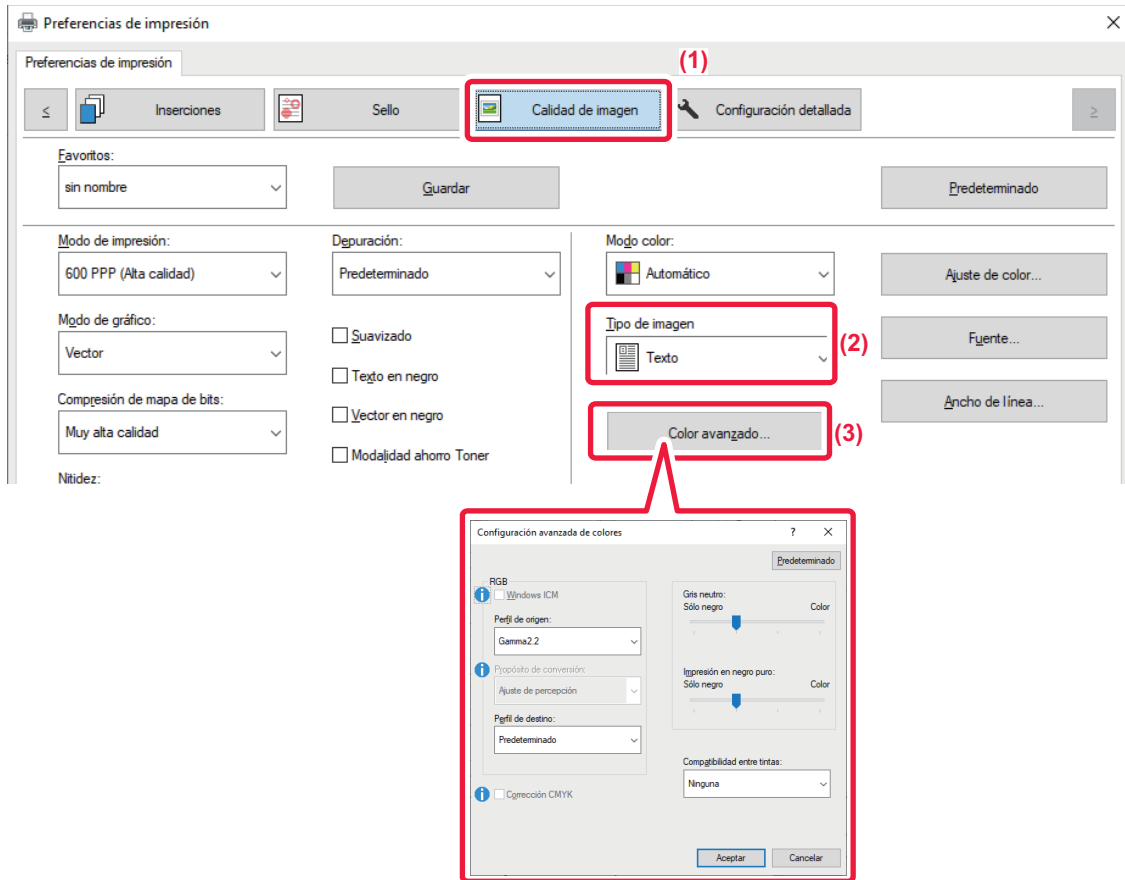 Preferencias de impresión
Preferencias de impresión
(1)
<
Inserciones
Sello
Calidad de imagen
Configuración detallada
>
Favoritos:
sin nombre
Guardar
Predeterminado
Modo de impresión:
600 PPP (Alta calidad)
Depuración:
Predeterminado
Modo color:
Automático
Ajuste de color...
Modo de gráfico:
Vector
Suavizado
Texto en negro
Tipo de imagen
Texto
(2)
Fuente...
Compresión de mapa de bits:
Muy alta calidad
Vector en negro
Modalidad ahorro Toner
Color avanzado...
(3)
Ancho de línea...
Nitidez:
Configuración avanzada de colores
?
Predeterminado
RGB
Windows ICM
Perfil de origen:
Gamma2.2
Propósito de conversión:
Ajuste de percepción
Perfil de destino:
Predeterminado
Corrección CMYK
Gris neutro:
Sólo negro Color
Impresión en negro puro:
Sólo negro Color
Compatibilidad entre tintas:
Ninguna
Aceptar
Cancelar